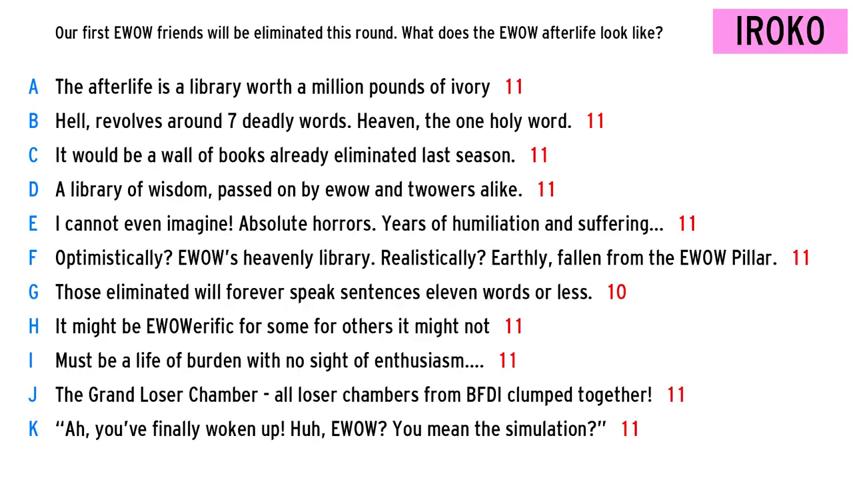 Our first EWOW friends will be eliminated this round. What does the EWOW afterlife look like?
IROKO
A The afterlife is a library worth a million pounds of ivory 11
B Hell, revolves around 7 deadly words. Heaven, the one holy word. 11
C It would be a wall of books already eliminated last season. 11
D A library of wisdom, passed on by ewow and twowers alike. 11
E I cannot even imagine! Absolute horrors. Years of humiliation and suffering... 11
F Optimistically? EWOW's heavenly library. Realistically? Earthly, fallen from the EWOW Pillar. 11
G Those eliminated will forever speak sentences eleven words or less. 10
H It might be EWOWerific for some for others it might not 11
I Must be a life of burden with no sight of enthusiasm.... 11
J The Grand Loser Chamber - all loser chambers from BFDI clumped together! 11
K “Ah, you've finally woken up! Huh, EWOW? You mean the simulation?” 11